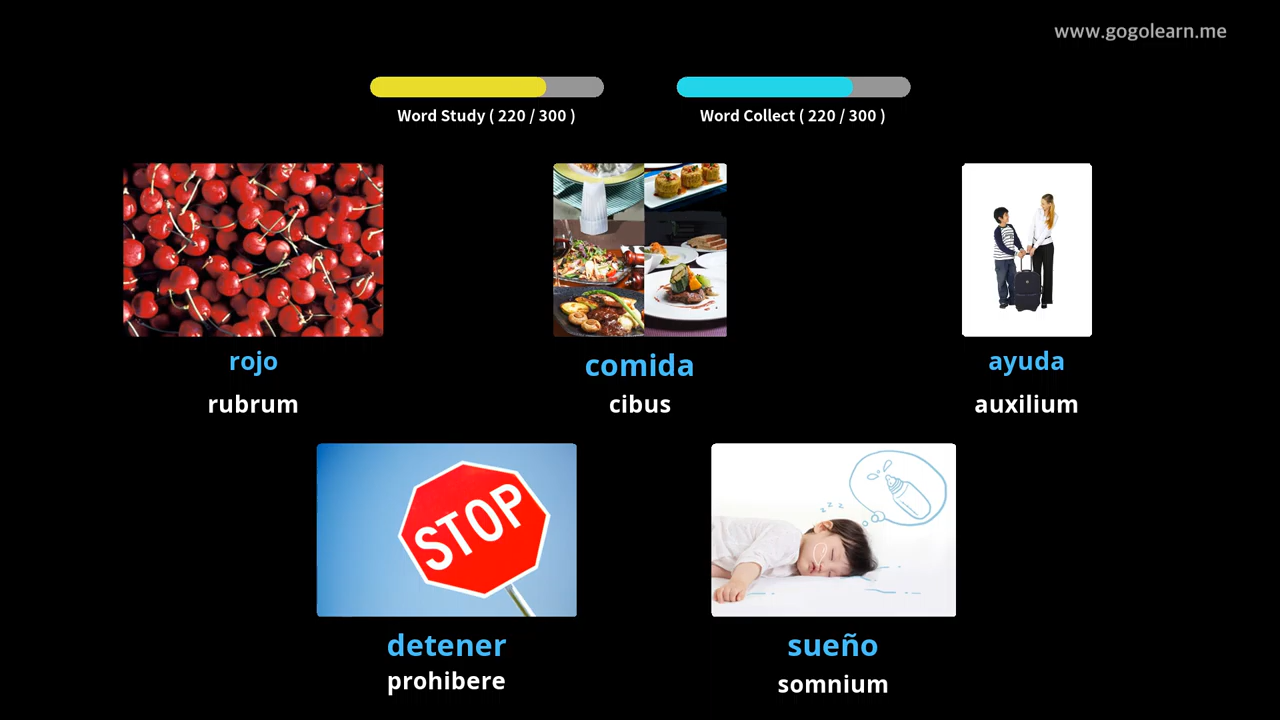 www.gogolearn.me
Word Study ( 220 / 300 )
Word Collect ( 220 / 300 )
rojo
rubrum
comida
cibus
ayuda
auxilium
STOP
detener
prohibere
z z z
sueño
somnium